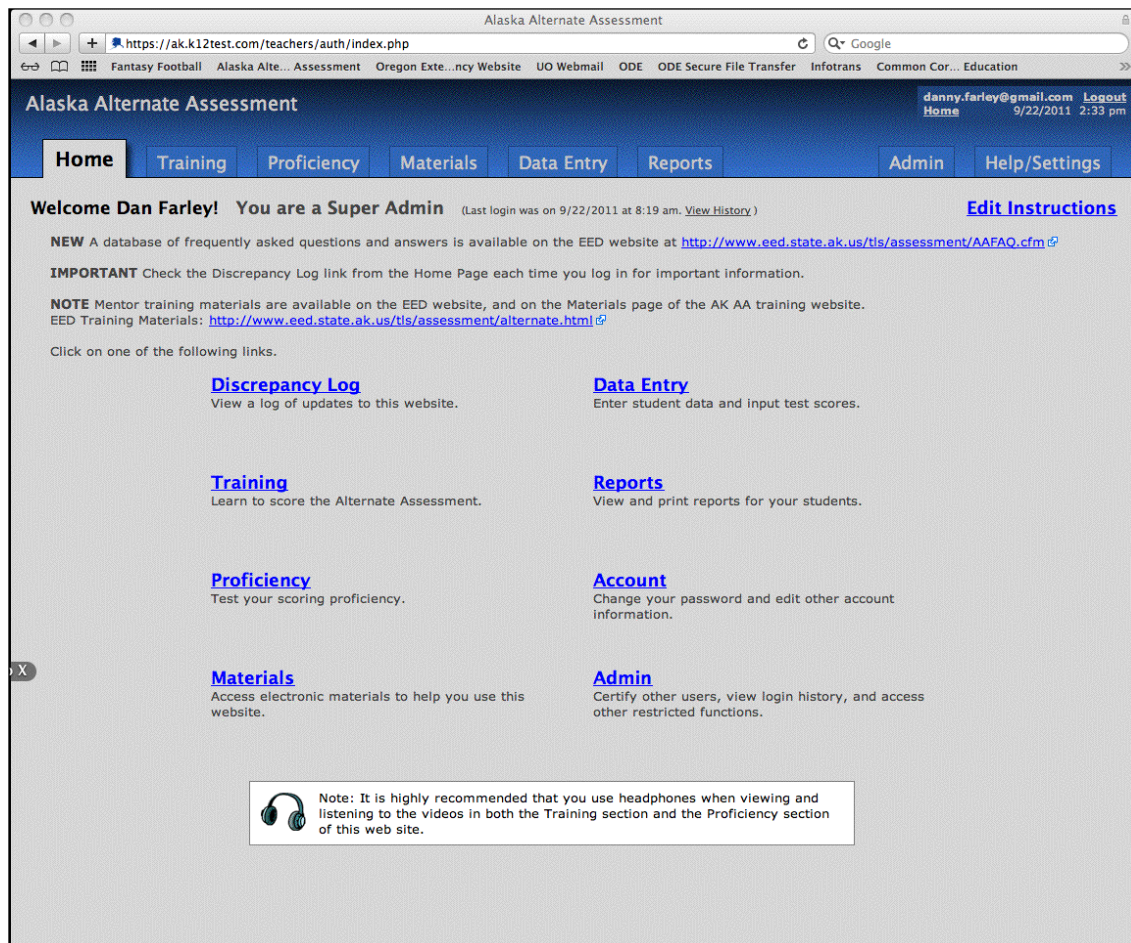 Alaska Alternate Assessment
https://ak.k12test.com/teachers/auth/index.php
Google
Fantasy Football Alaska Alte... Assessment Oregon Exte...ncy Website UO Webmail ODE ODE Secure File Transfer Infotrans Common Cor... Education
Alaska Alternate Assessment
danny.farley@gmail.com Logout
Home 9/22/2011 2:33 pm
Home Training Proficiency Materials Data Entry Reports Admin Help/Settings
Welcome Dan Farley! You are a Super Admin (Last login was on 9/22/2011 at 8:19 am. View History ) Edit Instructions
NEW A database of frequently asked questions and answers is available on the EED website at http://www.eed.state.ak.us/tls/assessment/AAFAQ.cfm
IMPORTANT Check the Discrepancy Log link from the Home Page each time you log in for important information.
NOTE Mentor training materials are available on the EED website, and on the Materials page of the AK AA training website.
EED Training Materials: http://www.eed.state.ak.us/tls/assessment/alternate.html
Click on one of the following links.
Discrepancy Log
View a log of updates to this website.
Data Entry
Enter student data and input test scores.
Training
Learn to score the Alternate Assessment.
Reports
View and print reports for your students.
Proficiency
Test your scoring proficiency.
Account
Change your password and edit other account
information.
X
Materials
Access electronic materials to help you use this
website.
Admin
Certify other users, view login history, and access
other restricted functions.
Note: It is highly recommended that you use headphones when viewing and
listening to the videos in both the Training section and the Proficiency section
of this web site.